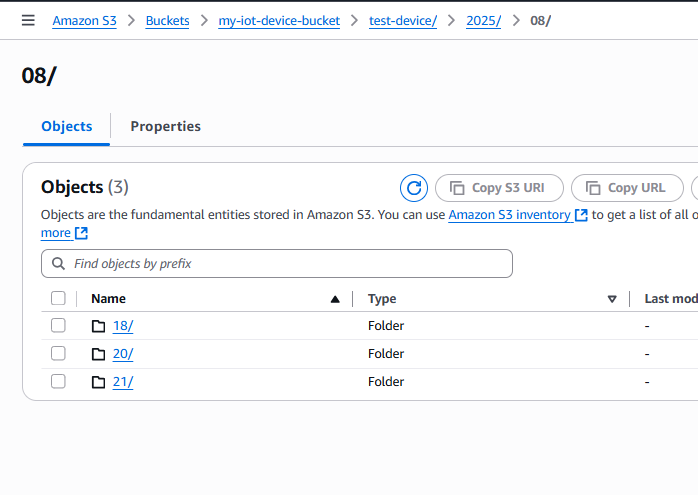 Amazon S3 > Buckets > my-iot-device-bucket > test-device/ > 2025/ > 08/
08/
Objects Properties
Objects (3) Copy S3 URI Copy URL
Objects are the fundamental entities stored in Amazon S3. You can use Amazon S3 inventory to get a list of all o
more
Find objects by prefix
Name Type Last mod
18/ Folder -
20/ Folder -
21/ Folder -